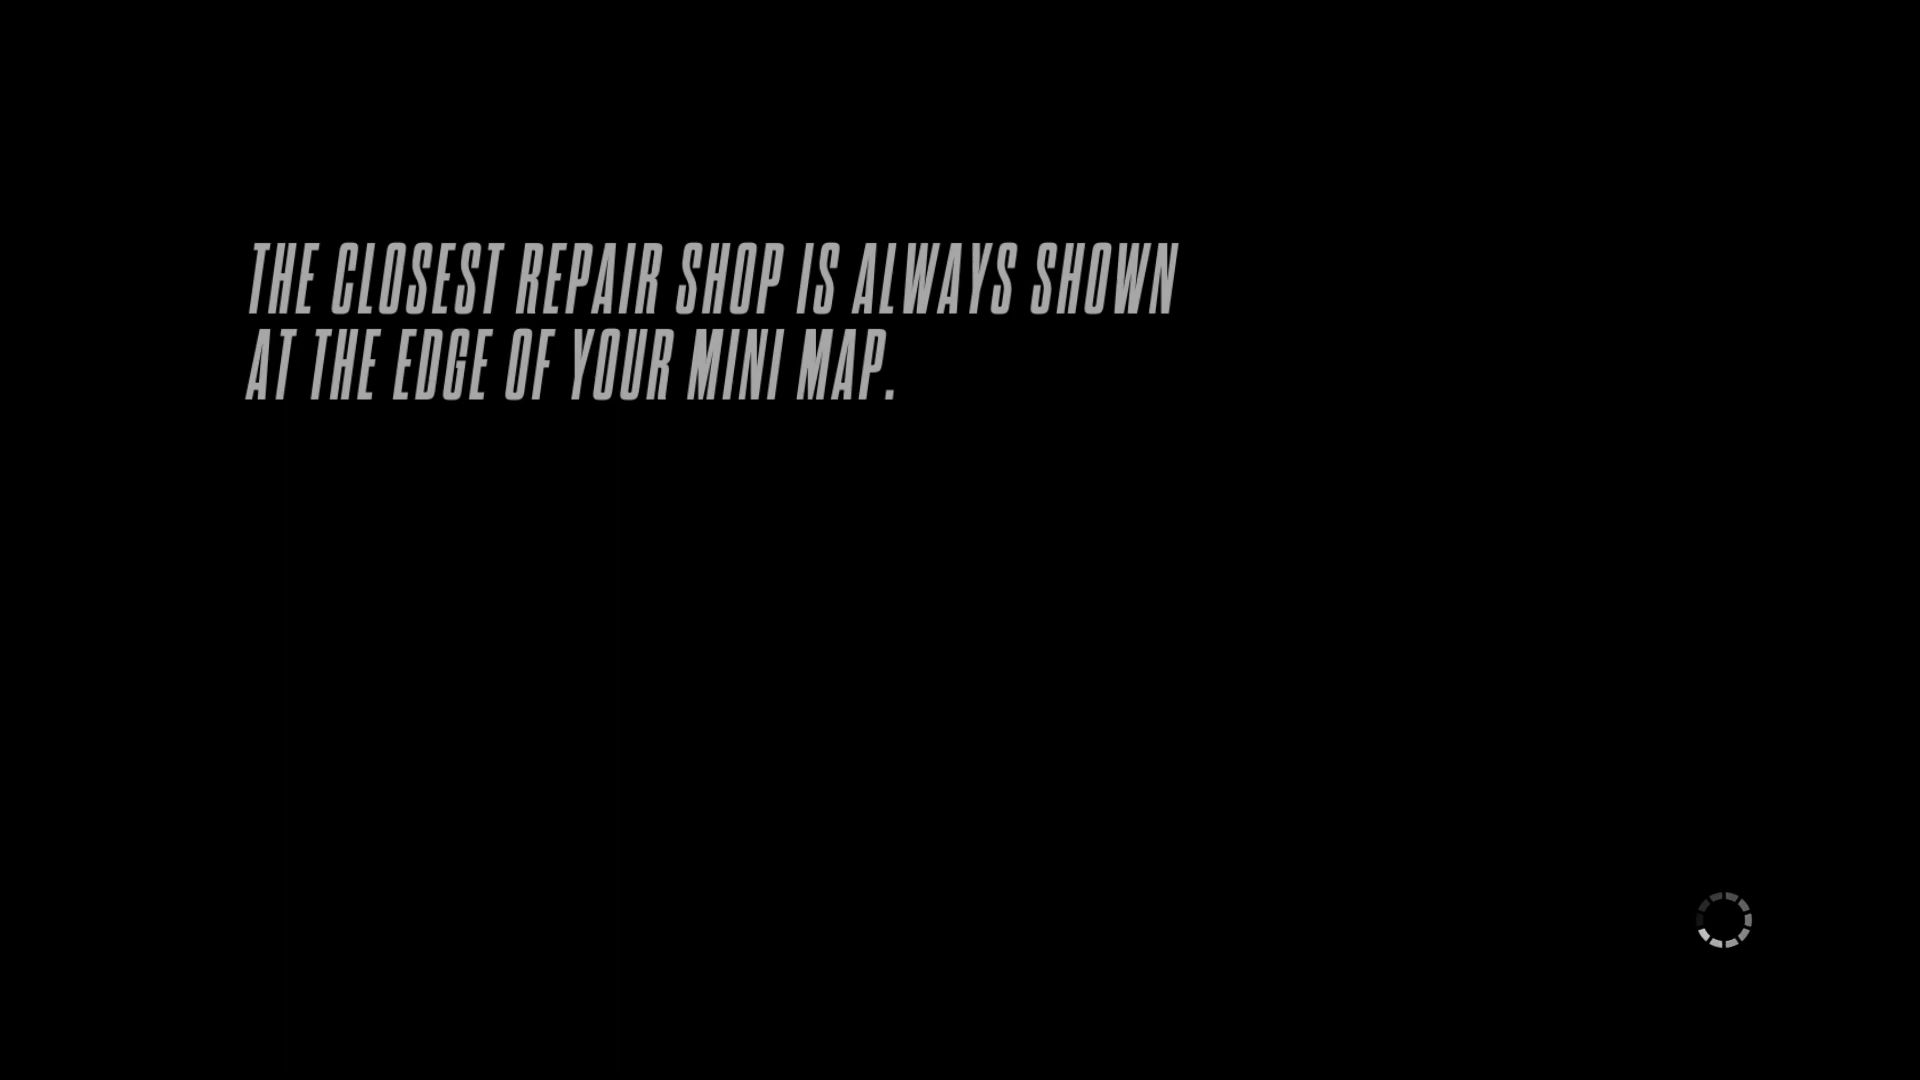 THE CLOSEST REPAIR SHOP IS ALWAYS SHOWN
AT THE EDGE OF YOUR MINI MAP.